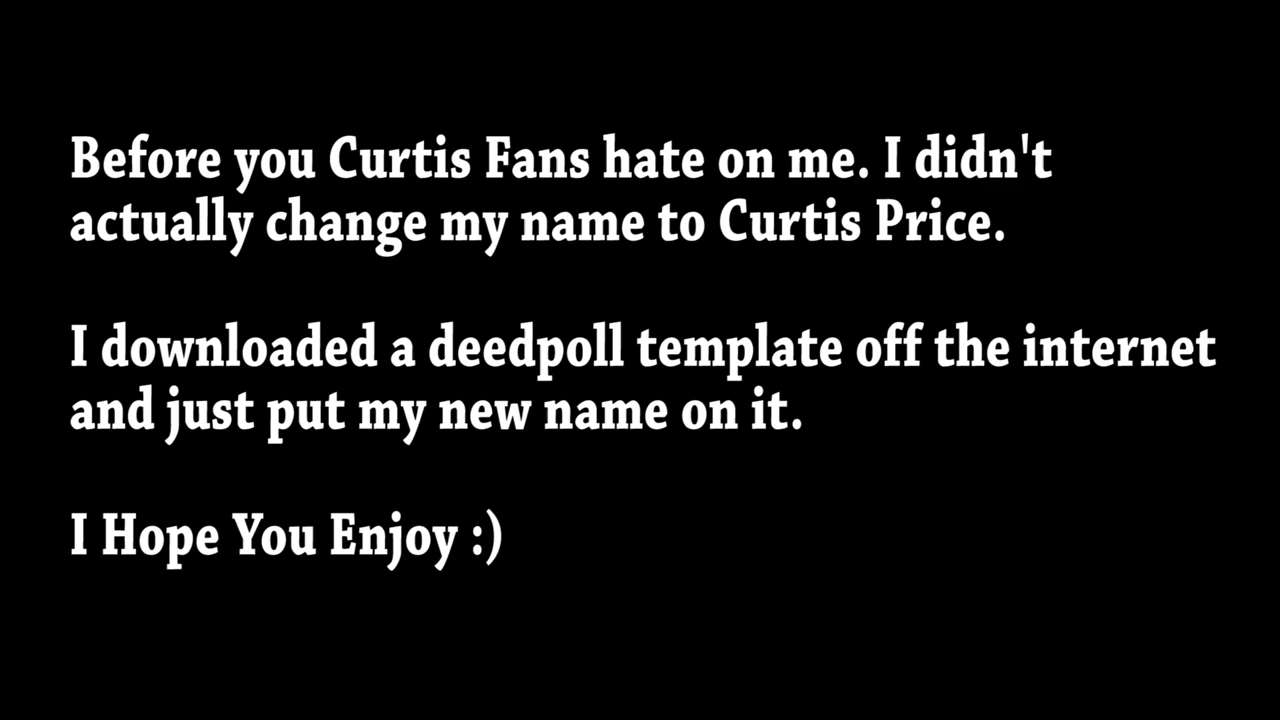 Before you Curtis Fans hate on me. I didn't
actually change my name to Curtis Price.
I downloaded a deedpoll template off the internet
and just put my new name on it.
I Hope You Enjoy :)